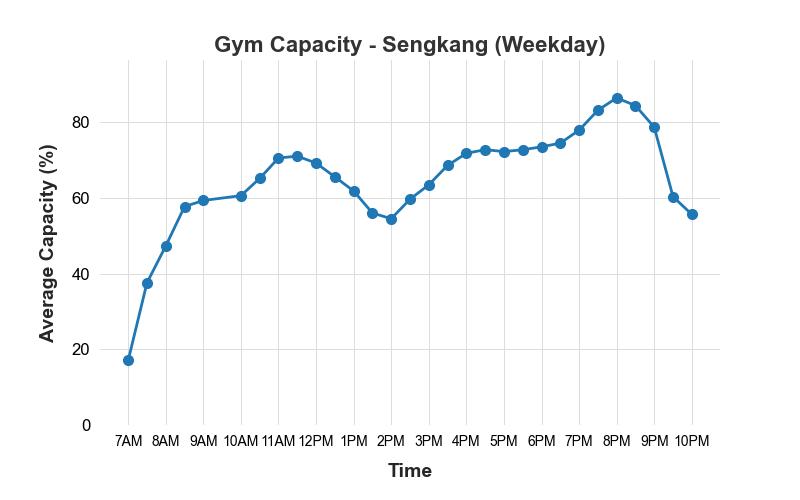 Gym Capacity - Sengkang (Weekday)
Average Capacity (%)
80
60
40
20
0
7AM 8AM 9AM 10AM 11AM 12PM 1PM 2PM 3PM 4PM 5PM 6PM 7PM 8PM 9PM 10PM
Time